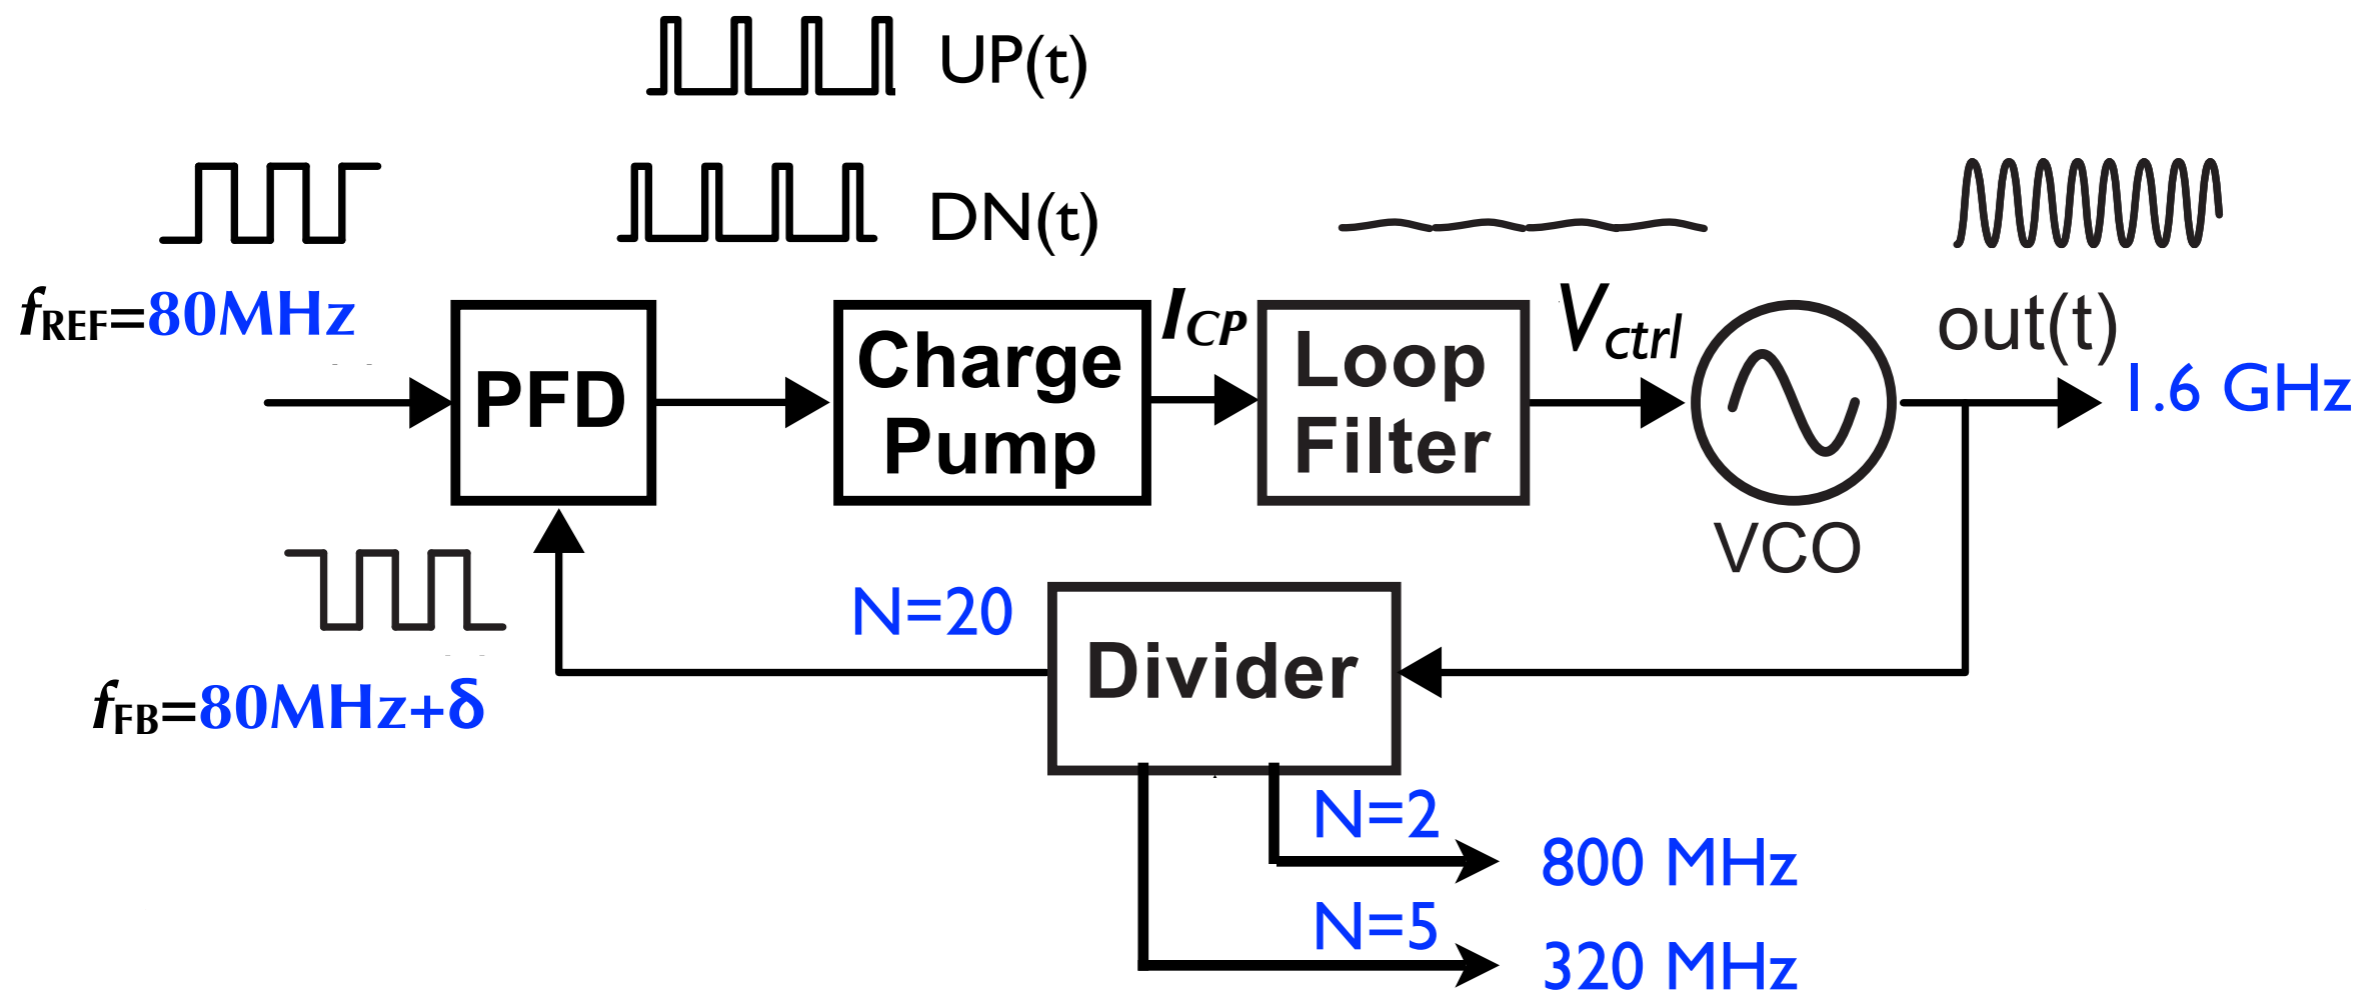 UP(t)
DN(t)
fREF=80MHz
PFD
Charge
Pump
ICP
Loop
Filter
Vctrl
VCO
out(t)
1.6 GHz
fFB=80MHz+δ
N=20
Divider
N=2
800 MHz
N=5
320 MHz